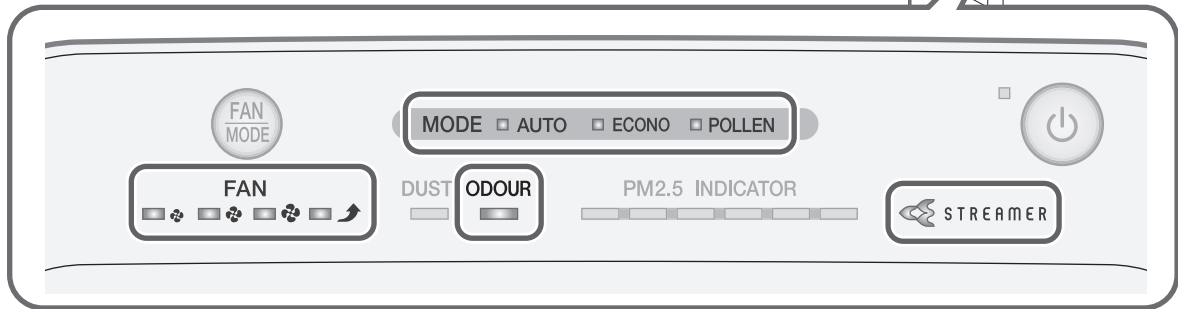 FAN
MODE
MODE AUTO ECONO POLLEN
FAN
DUST ODOUR PM2.5 INDICATOR
STREAMER